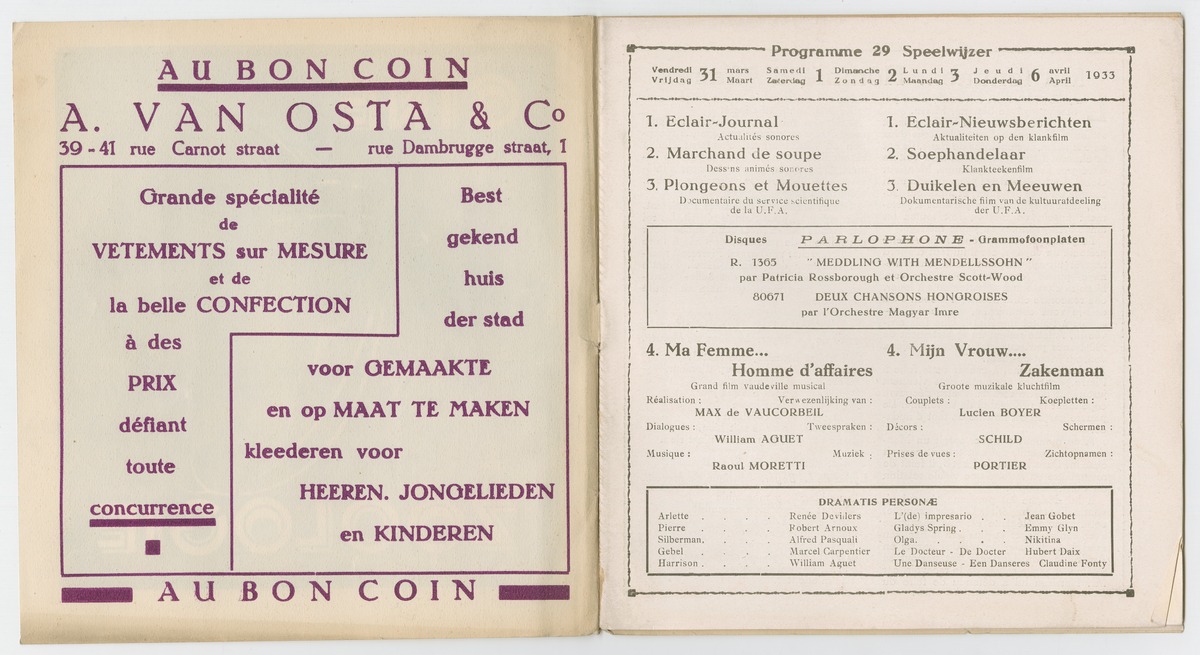 AU BON COIN
A. VAN OSTA & Co
39-41 rue Carnot straat — rue Dambrugge straat, 1
Grande spécialité
de
VETEMENTS sur MESURE
et de
la belle CONFECTION
à des
PRIX
défiant
toute
concurrence
Best
gekend
huis
der stad
voor GEMAAKTE
en op MAAT TE MAKEN
kleederen voor
HEEREN. JONGELIEDEN
en KINDEREN
AU BON COIN
Programme 29 Speelwijzer
Vendredi Vrijdag 31 mars Maart Samedi Zaterdag 1 Dimanche Zondag 2 Lundi Maandag 3 Jeudi Donderdag 6 avril April 1933
1. Eclair-Journal
Actualités sonores
2. Marchand de soupe
Dessins animés sonores
3. Plongeons et Mouettes
Documentaire du service scientifique
de la U.F.A.
1. Eclair-Nieuwsberichten
Aktualiteiten op den klankfilm
2. Soephandelaar
Klankteekenfilm
3. Duikelen en Meeuwen
Dokumentarische film van de kultuurafdeeling
der U.F.A.
Disques PARLOPHONE - Grammofoonplaten
R. 1365 "MEDDLING WITH MENDELLSSOHN"
par Patricia Rossborough et Orchestre Scott-Wood
80671 DEUX CHANSONS HONGROISES
par l'Orchestre Magyar Imre
4. Ma Femme...
Homme d'affaires
Grand film vaudeville musical
4. Mijn Vrouw....
Zakenman
Groote muzikale kluchtfilm
Réalisation : Verwezenlijking van :
MAX de VAUCORBEIL
Dialogues : Tweespraken :
William AGUET
Musique : Muziek :
Raoul MORETTI
Couplets : Koepletten :
Lucien BOYER
Décors : Schermen :
SCHILD
Prises de vues : Zichtopnamen :
PORTIER
DRAMATIS PERSONÆ
Arlette . . . . Renée Devilders
Pierre . . . . Robert Arnoux
Silberman, . . . Alfred Pasquali
Gebel . . . . Marcel Carpentier
Harrison . . . . William Aguet
L'(de) impresario . . Jean Gobet
Gladys Spring . . . Emmy Glyn
Olga. . . . . Nikitina
Le Docteur - De Docter Hubert Daix
Une Danseuse - Een Danseres Claudine Fonty